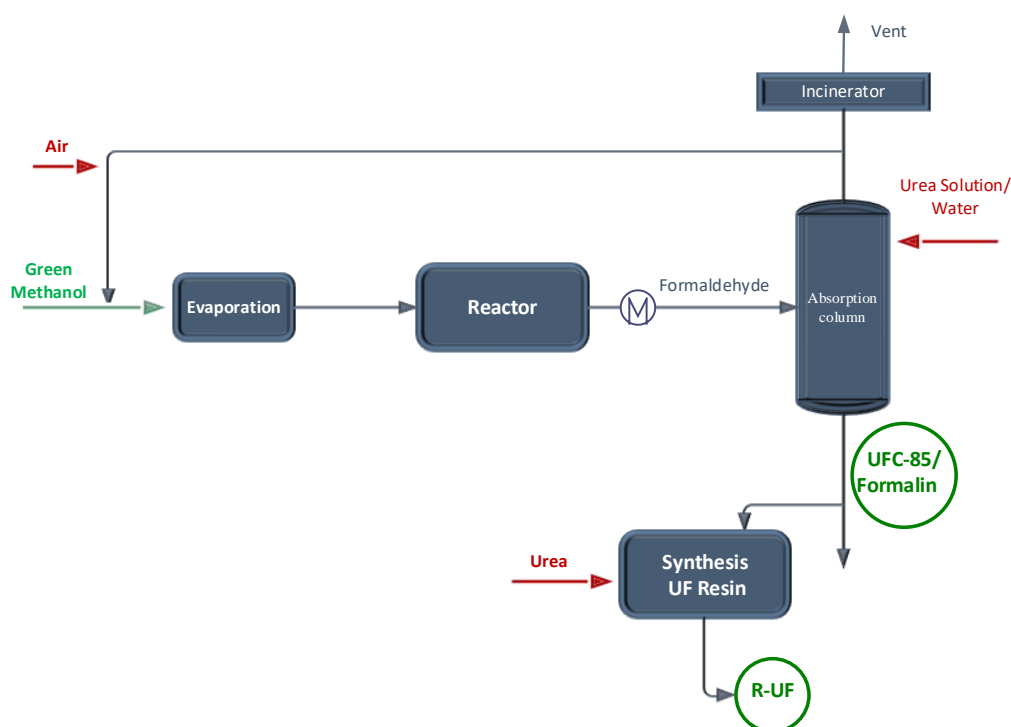 Vent
Incinerator
Air
Urea Solution/
Water
Green
Methanol
Evaporation
Reactor
Formaldehyde
M
Absorption
column
UFC-85/
Formalin
Urea
Synthesis
UF Resin
R-UF